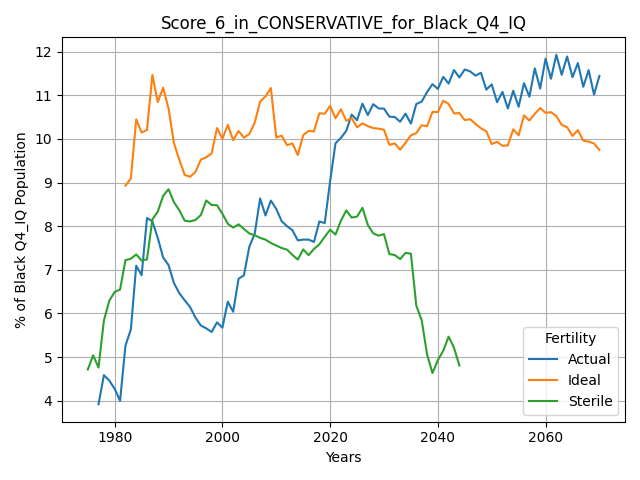 Score_6_in_CONSERVATIVE_for_Black_Q4_IQ
% of Black Q4_IQ Population
12
11
10
9
8
7
6
5
4
Fertility
Actual
Ideal
Sterile
1980
2000
2020
2040
2060
Years